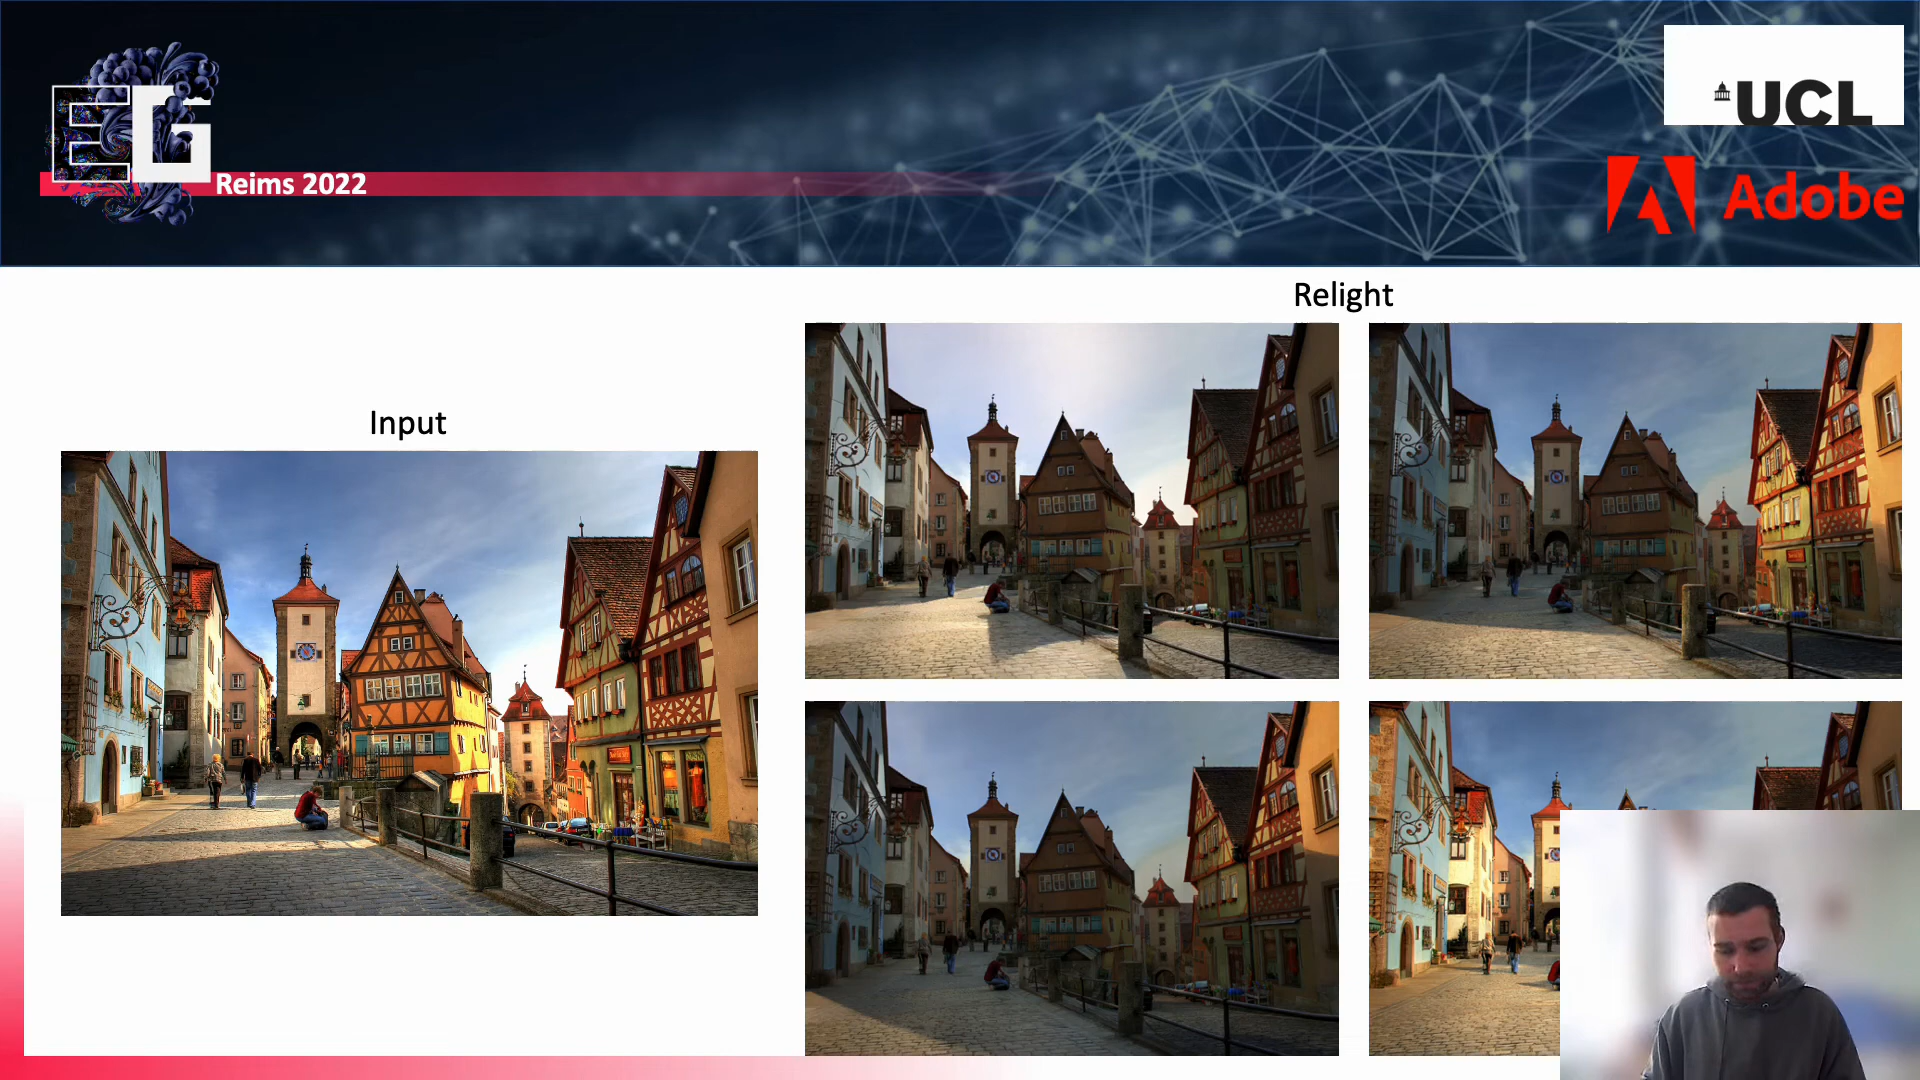 EG
Reims 2022
UCL
Adobe
Relight
Input